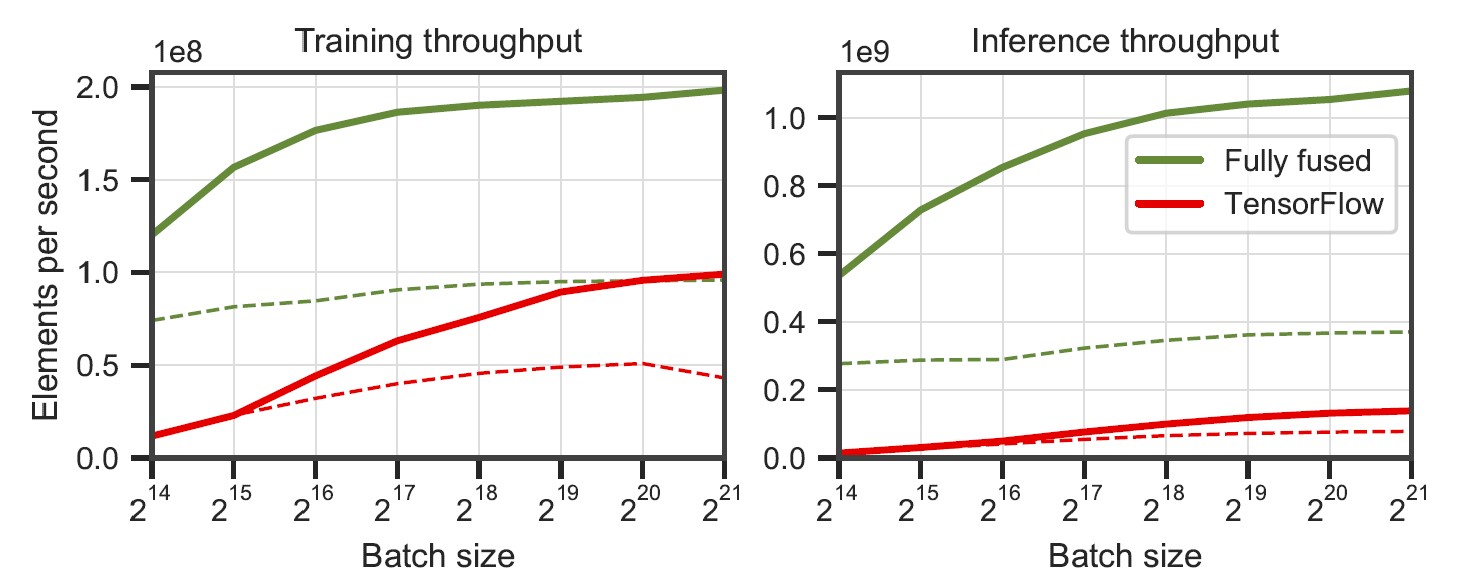 Training throughput
1e8
Elements per second
2.0
1.5
1.0
0.5
0.0
2^14 2^15 2^16 2^17 2^18 2^19 2^20 2^21
Batch size
Inference throughput
1e9
1.0
0.8
0.6
0.4
0.2
0.0
Fully fused
TensorFlow
2^14 2^15 2^16 2^17 2^18 2^19 2^20 2^21
Batch size